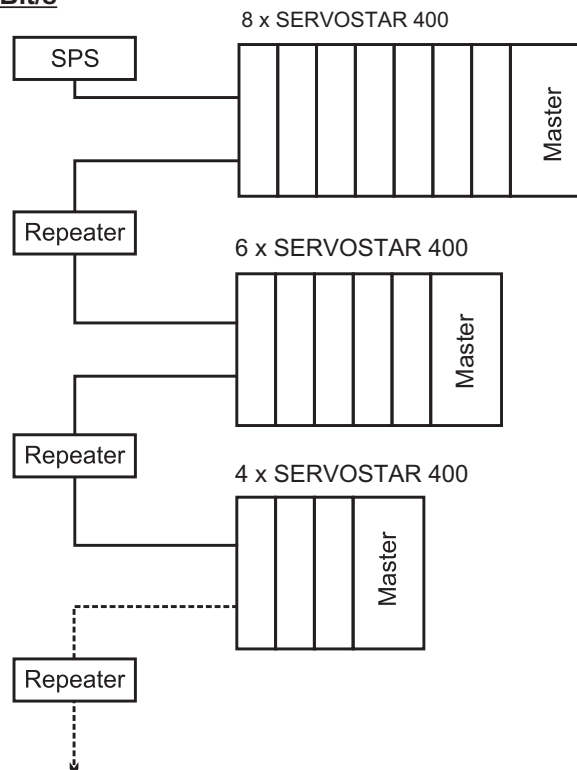 8 x SERVOSTAR 400
SPS
Master
Repeater
6 x SERVOSTAR 400
Master
Repeater
4 x SERVOSTAR 400
Master
Repeater